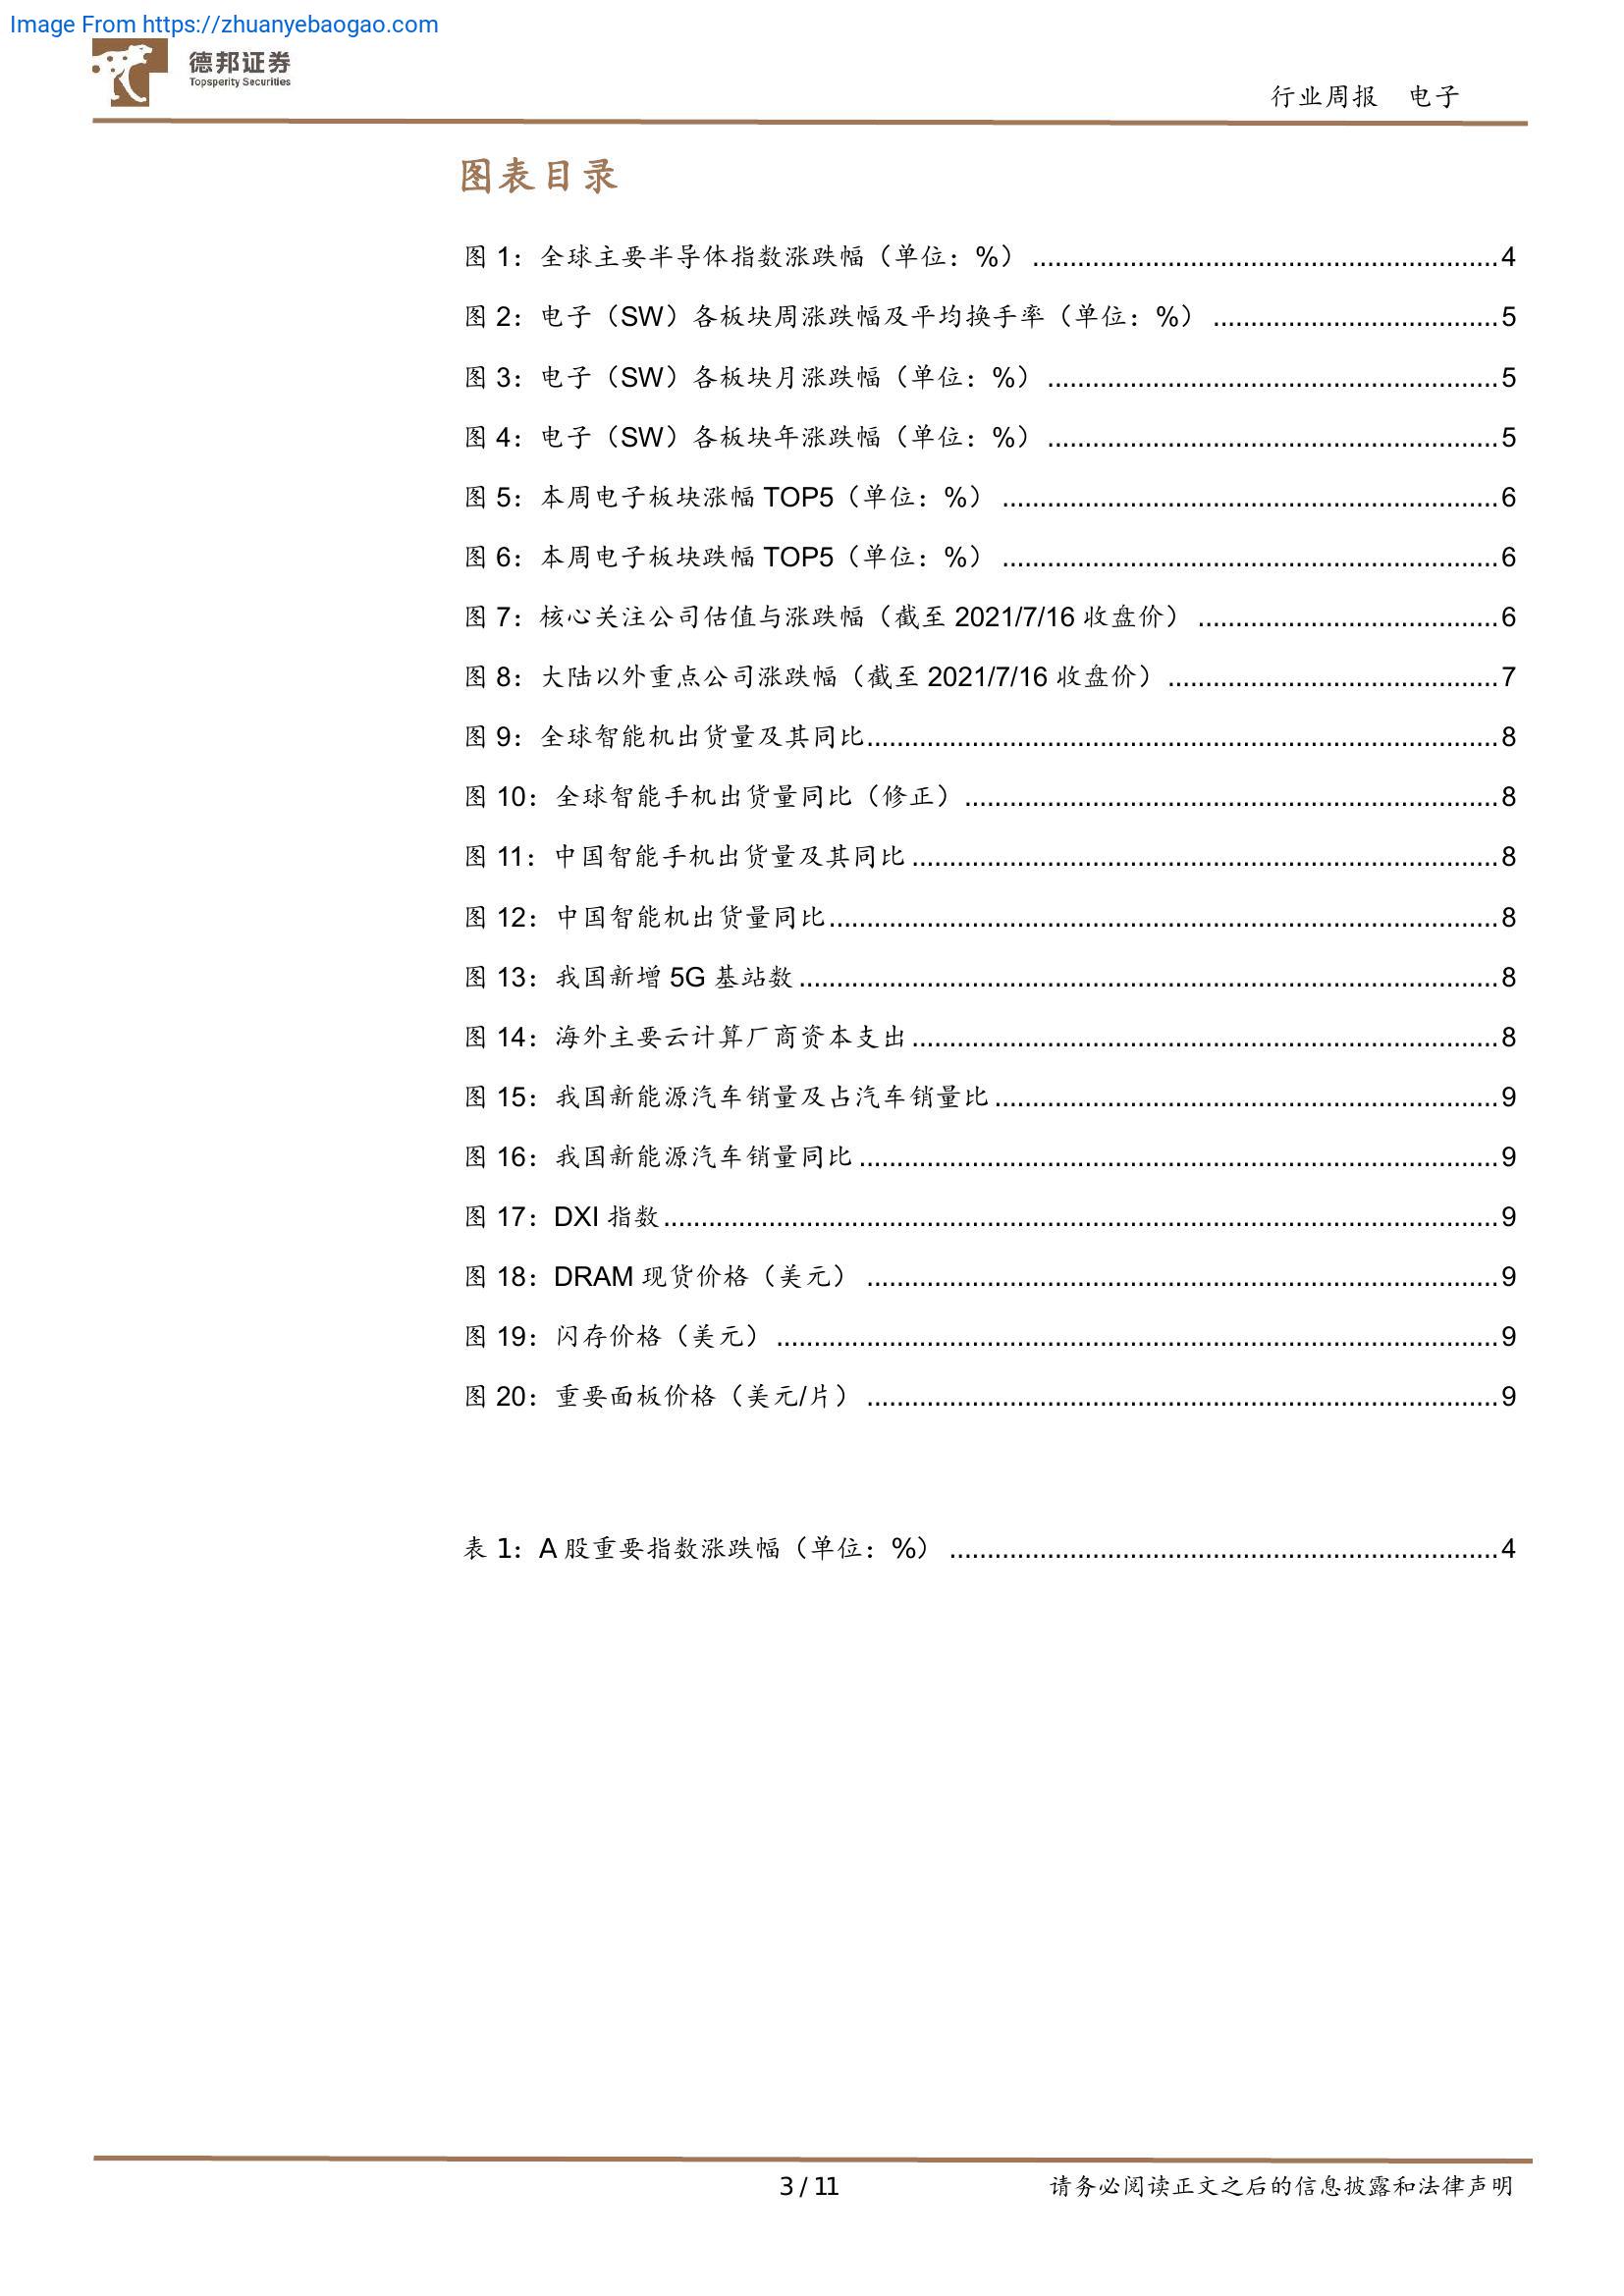 Image From https://zhuanyebaogao.com
德邦证券
Topsperity Securities
行业周报 电子
图表目录
图 1：全球主要半导体指数涨跌幅（单位：%）....................4
图 2：电子（SW）各板块周涨跌幅及平均换手率（单位：%）....................5
图 3：电子（SW）各板块月涨跌幅（单位：%）....................5
图 4：电子（SW）各板块年涨跌幅（单位：%）....................5
图 5：本周电子板块涨幅 TOP5（单位：%）....................6
图 6：本周电子板块跌幅 TOP5（单位：%）....................6
图 7：核心关注公司估值与涨跌幅（截至 2021/7/16 收盘价）....................6
图 8：大陆以外重点公司涨跌幅（截至 2021/7/16 收盘价）....................7
图 9：全球智能机出货量及其同比....................8
图 10：全球智能手机出货量同比（修正）....................8
图 11：中国智能手机出货量及其同比....................8
图 12：中国智能机出货量同比....................8
图 13：我国新增 5G 基站数....................8
图 14：海外主要云计算厂商资本支出....................8
图 15：我国新能源汽车销量及占汽车销量比....................9
图 16：我国新能源汽车销量同比....................9
图 17：DXI 指数....................9
图 18：DRAM 现货价格（美元）....................9
图 19：闪存价格（美元）....................9
图 20：重要面板价格（美元/片）....................9
表 1：A 股重要指数涨跌幅（单位：%）....................4
3 / 11
请务必阅读正文之后的信息披露和法律声明